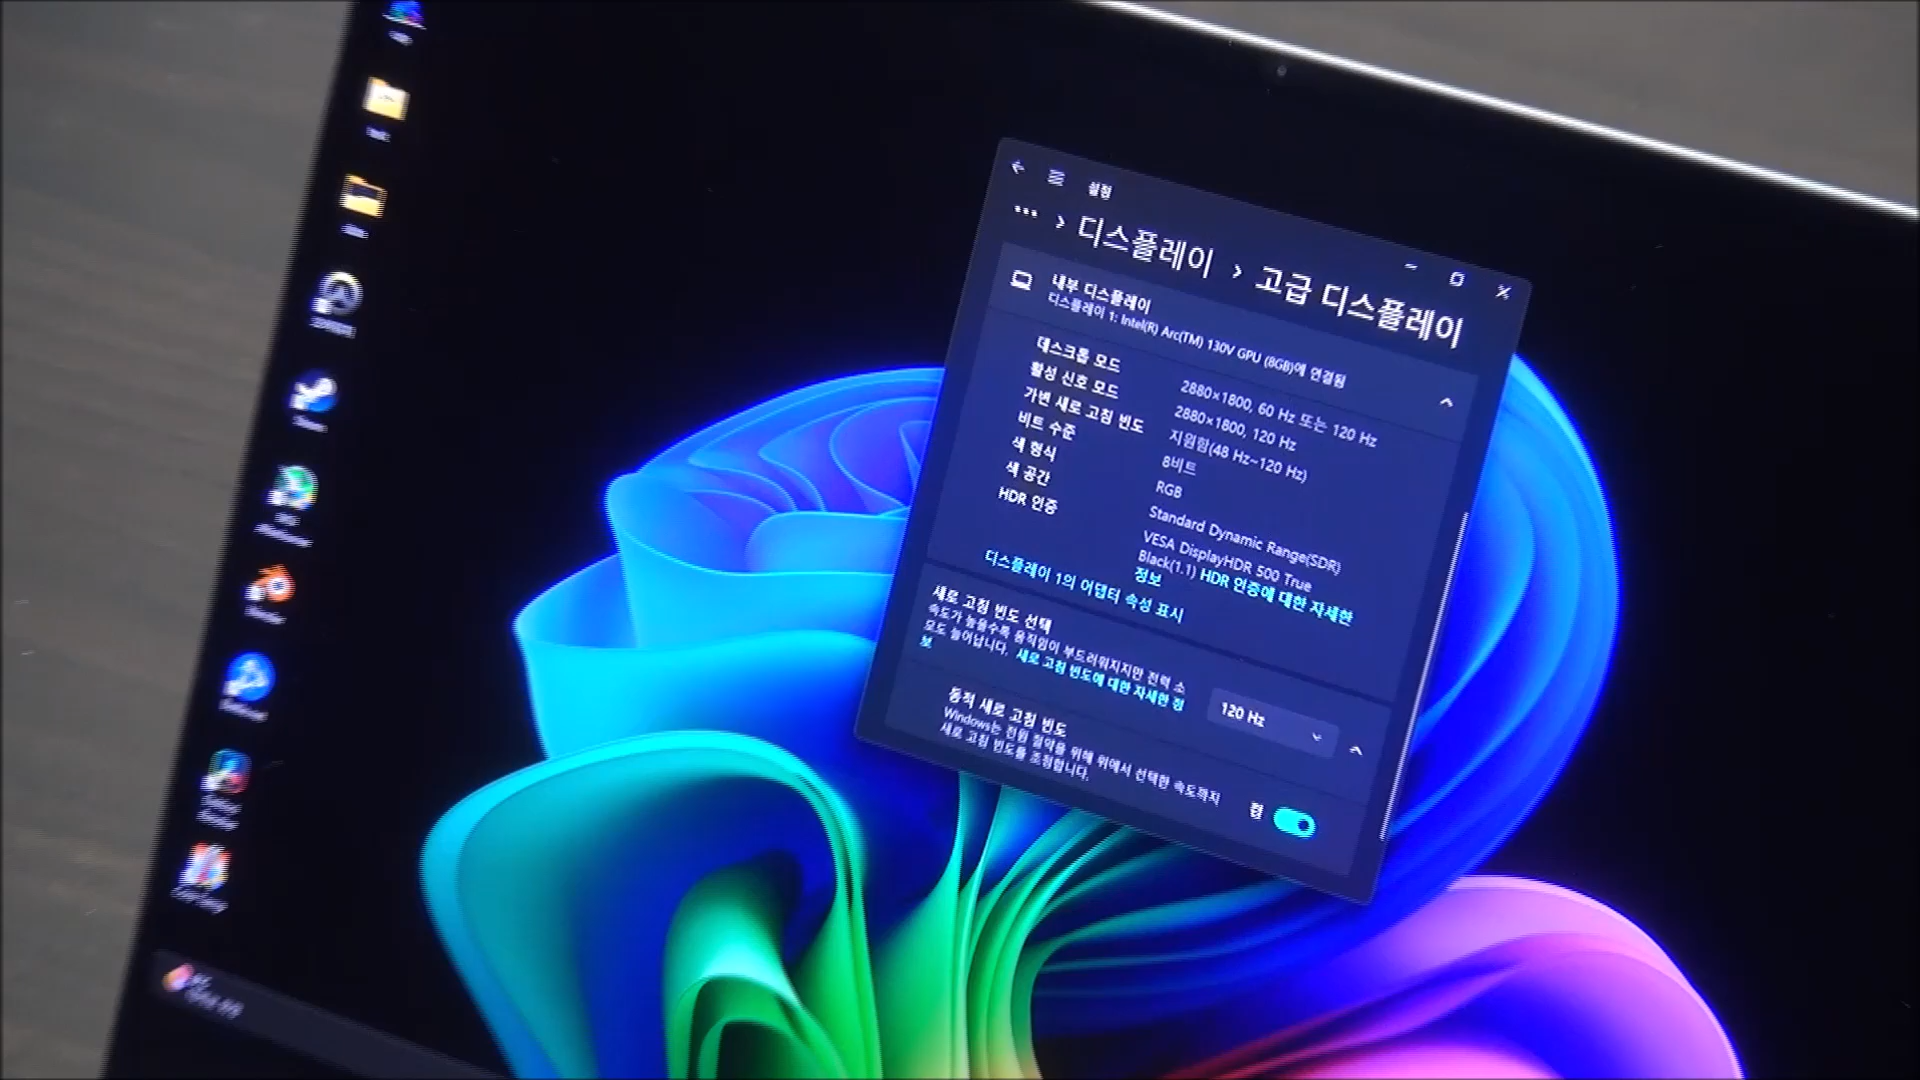 설정
… › 디스플레이 › 고급 디스플레이
내부 디스플레이
디스플레이 1: Intel(R) Arc(TM) 130V GPU (8GB)에 연결됨
데스크톱 모드 2880×1800, 60 Hz 또는 120 Hz
활성 신호 모드 2880×1800, 120 Hz
가변 새로 고침 빈도 지원함(48 Hz~120 Hz)
비트 수준 8비트
색 형식 RGB
색 공간 Standard Dynamic Range(SDR)
HDR 인증 VESA DisplayHDR 500 True
Black(1.1) HDR 인증에 대한 자세한
정보
디스플레이 1의 어댑터 속성 표시
새로 고침 빈도 선택
속도가 높을수록 움직임이 부드러워지지만 전력 소
모도 늘어납니다. 새로 고침 빈도에 대한 자세한 정
보
120 Hz
동적 새로 고침 빈도
Windows는 전원 절약을 위해 위에서 선택한 속도까지
새로 고침 빈도를 조정합니다.
켬